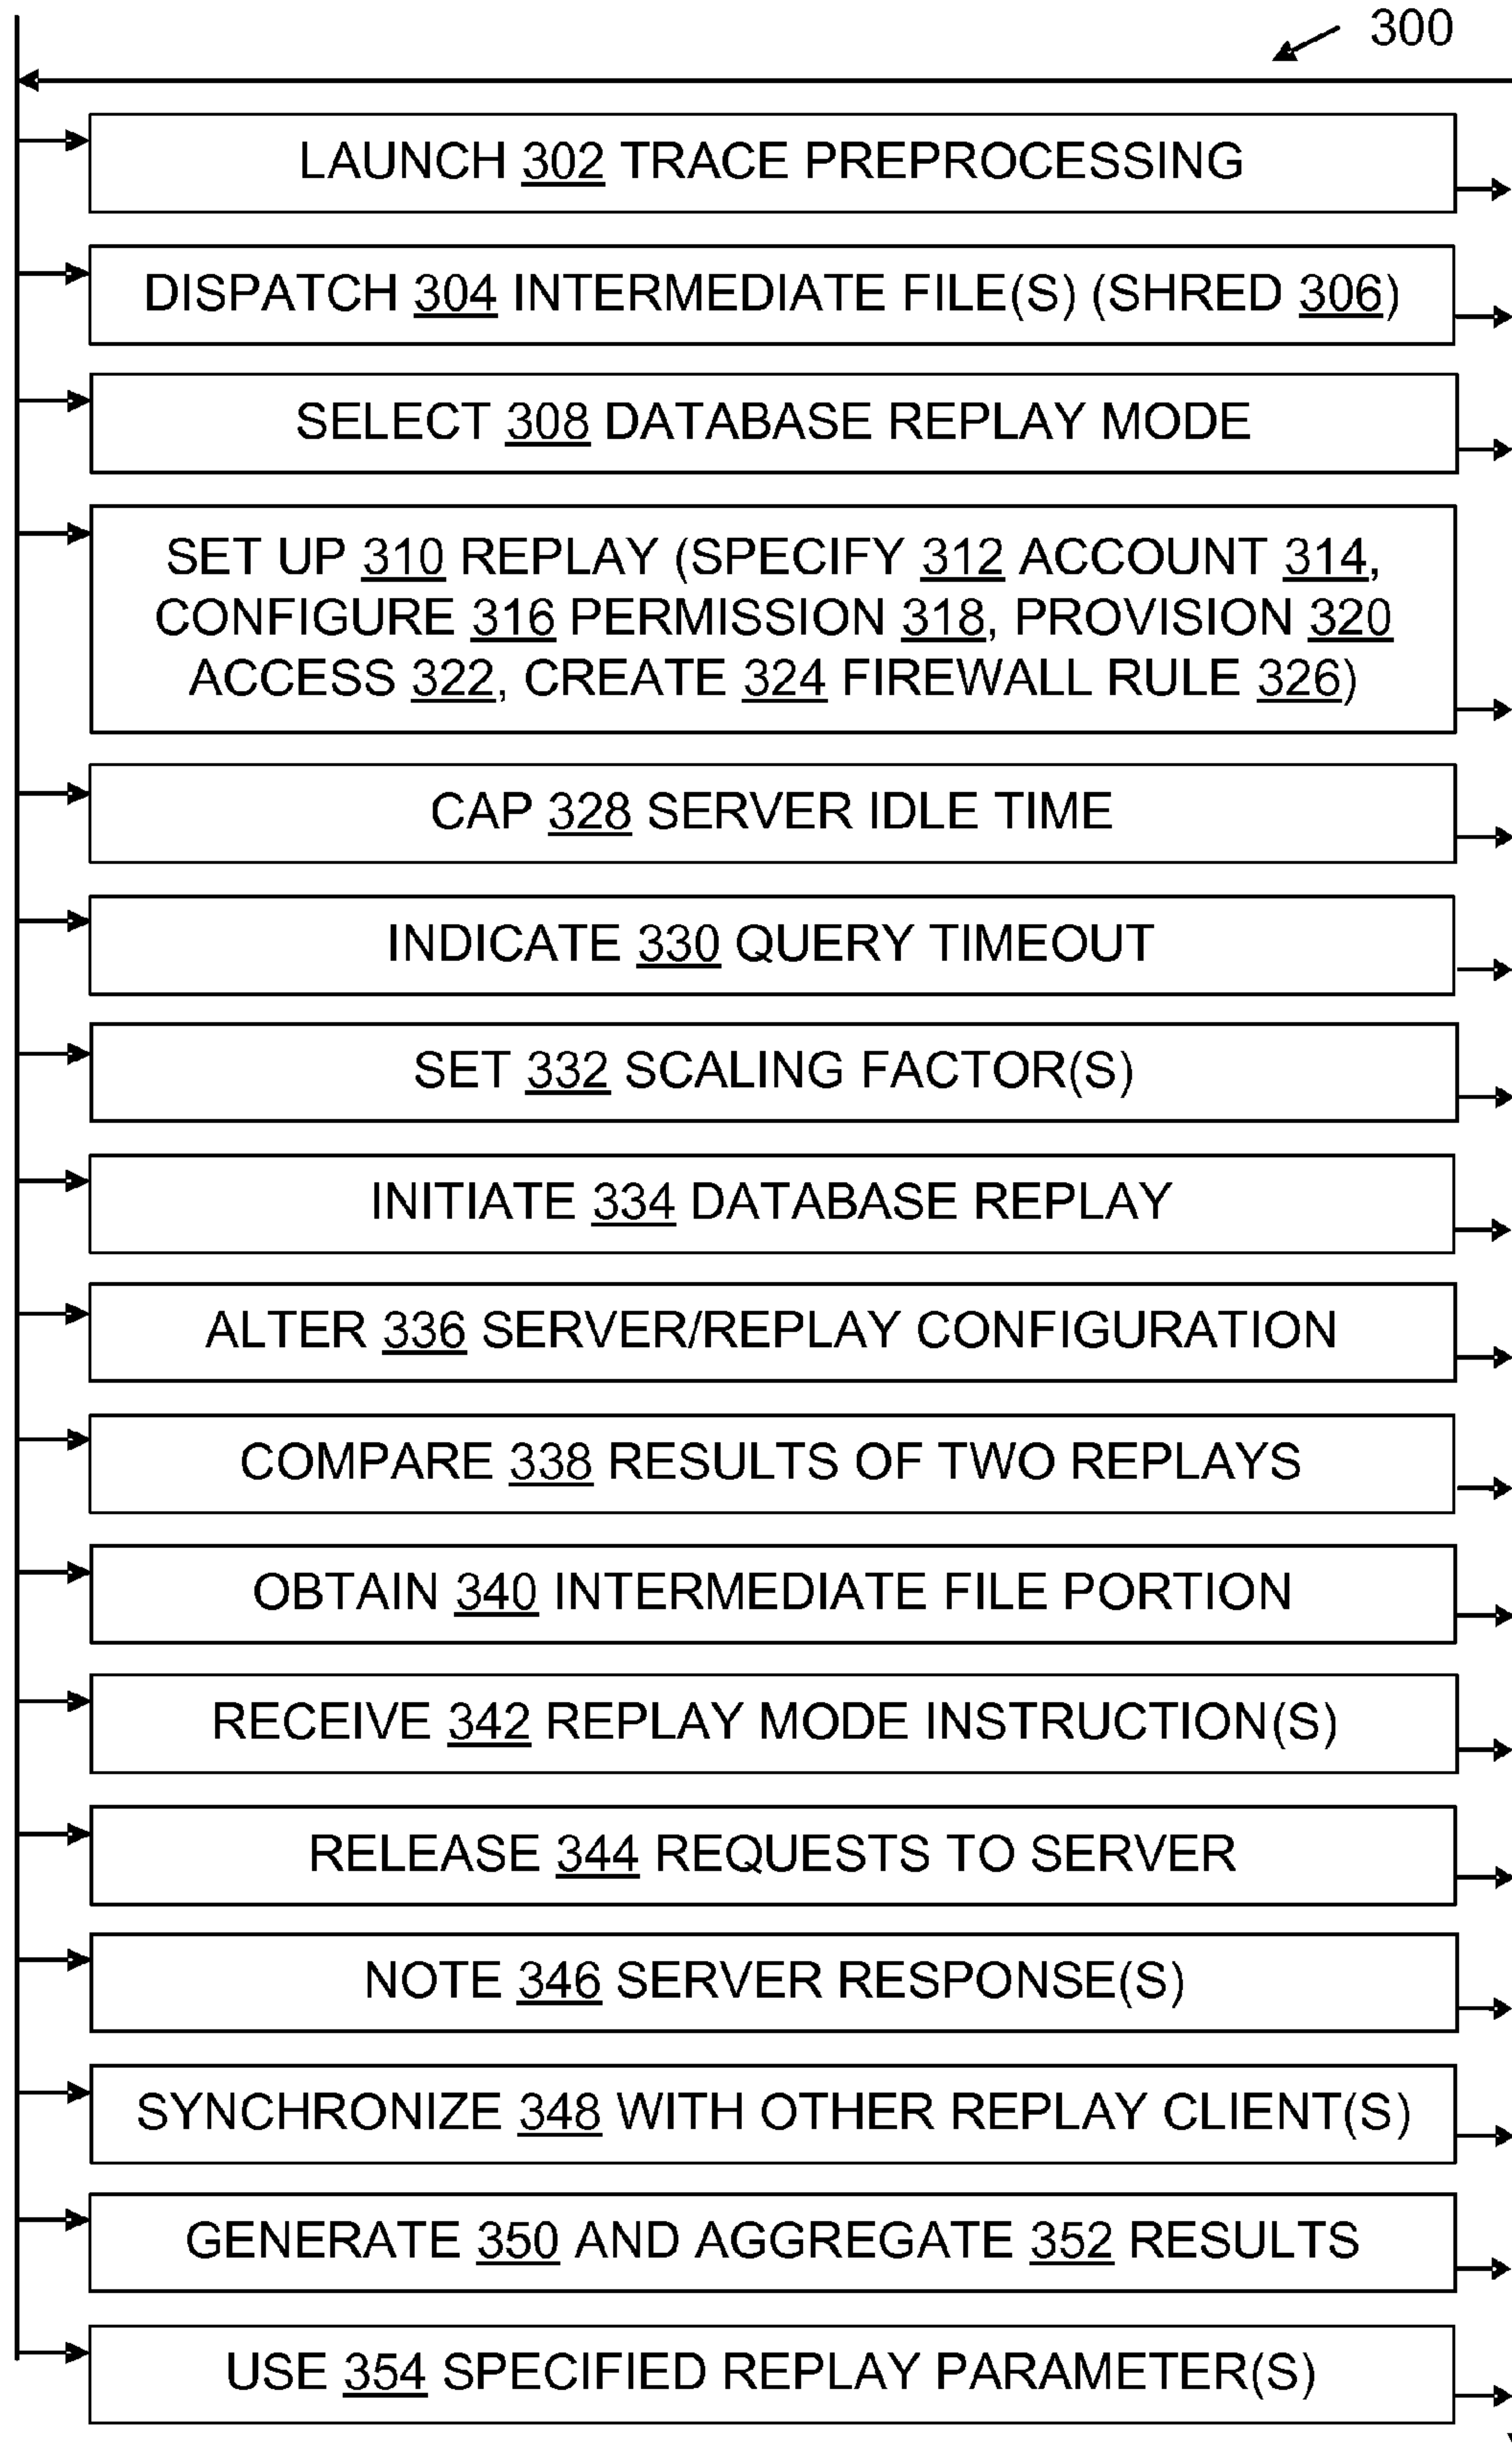 300
LAUNCH 302 TRACE PREPROCESSING
DISPATCH 304 INTERMEDIATE FILE(S) (SHRED 306)
SELECT 308 DATABASE REPLAY MODE
SET UP 310 REPLAY (SPECIFY 312 ACCOUNT 314,
CONFIGURE 316 PERMISSION 318, PROVISION 320
ACCESS 322, CREATE 324 FIREWALL RULE 326)
CAP 328 SERVER IDLE TIME
INDICATE 330 QUERY TIMEOUT
SET 332 SCALING FACTOR(S)
INITIATE 334 DATABASE REPLAY
ALTER 336 SERVER/REPLAY CONFIGURATION
COMPARE 338 RESULTS OF TWO REPLAYS
OBTAIN 340 INTERMEDIATE FILE PORTION
RECEIVE 342 REPLAY MODE INSTRUCTION(S)
RELEASE 344 REQUESTS TO SERVER
NOTE 346 SERVER RESPONSE(S)
SYNCHRONIZE 348 WITH OTHER REPLAY CLIENT(S)
GENERATE 350 AND AGGREGATE 352 RESULTS
USE 354 SPECIFIED REPLAY PARAMETER(S)